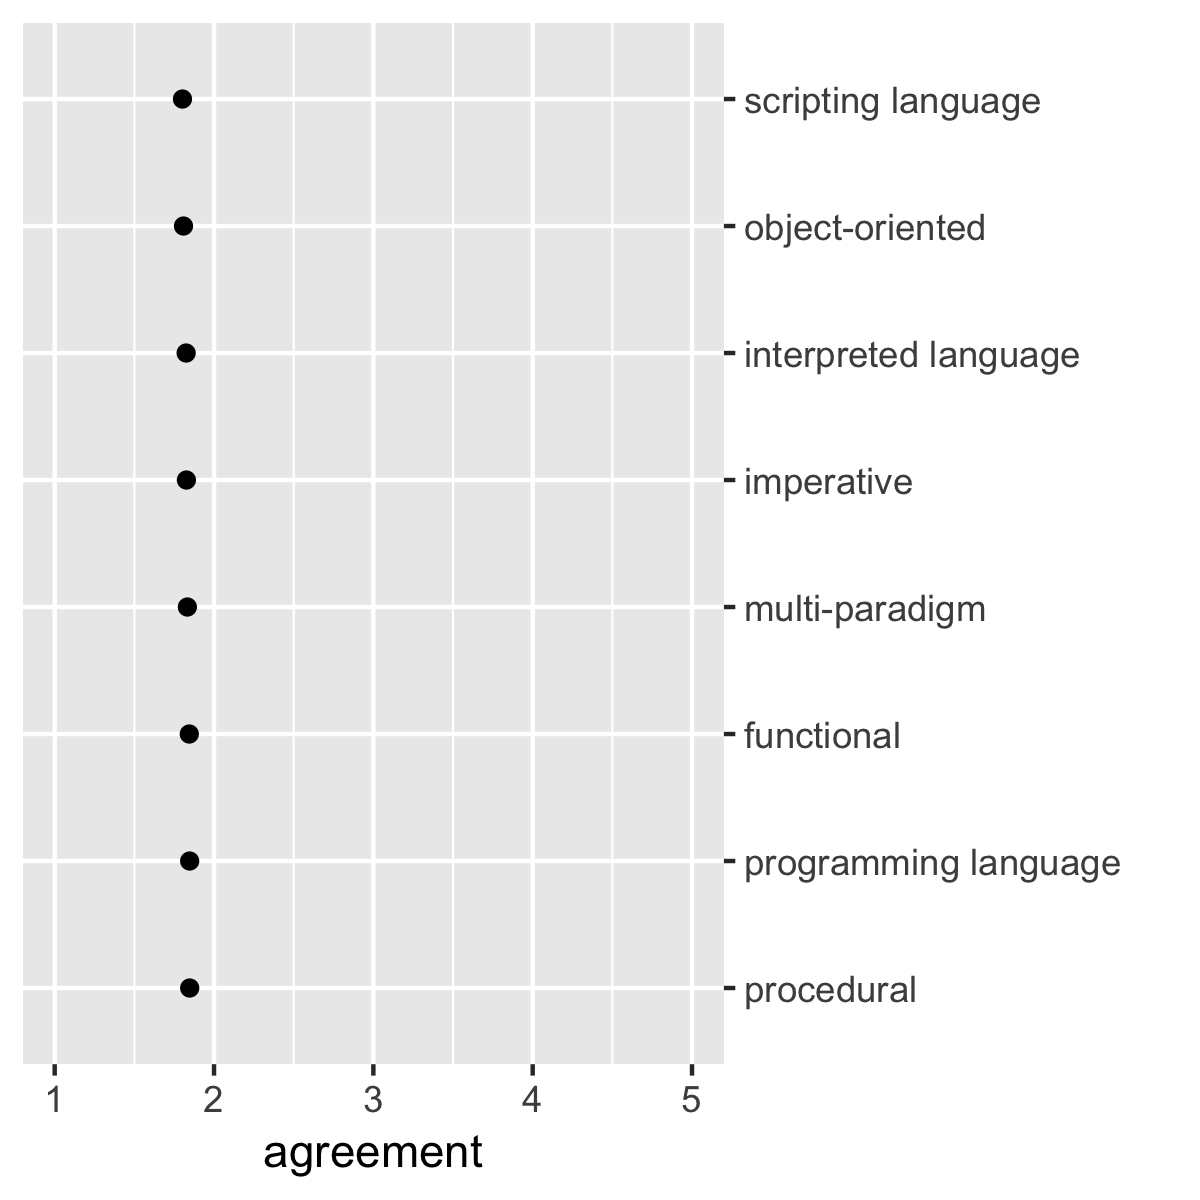 scripting language
object-oriented
interpreted language
imperative
multi-paradigm
functional
programming language
procedural
1 2 3 4 5
agreement